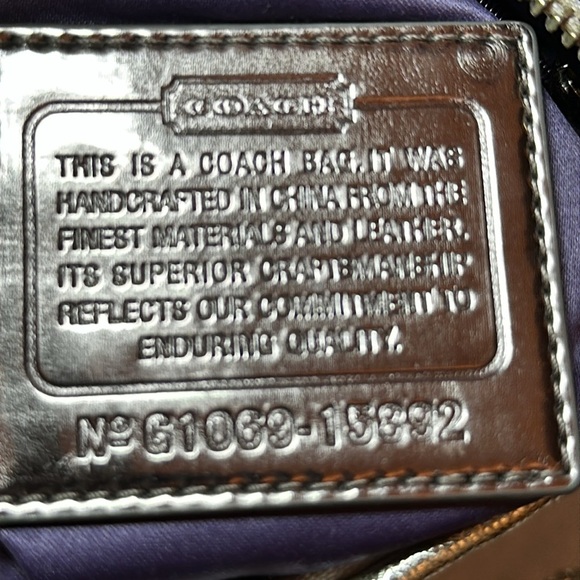 COACH
THIS IS A COACH BAG. IT WAS
HANDCRAFTED IN CHINA FROM THE
FINEST MATERIALS AND LEATHER.
ITS SUPERIOR CRAFTSMANSHIP
REFLECTS OUR COMMITMENT TO
ENDURING QUALITY.
Nº G1069-15892